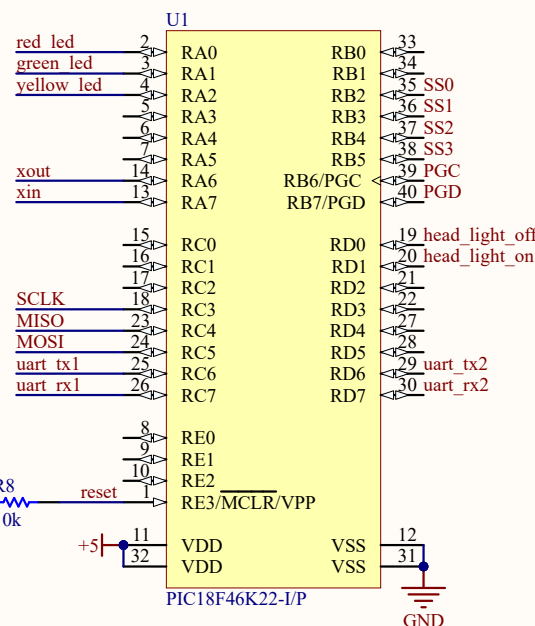 U1
red_led 2 RA0 RB0 33
green_led 3 RA1 RB1 34
yellow_led 4 RA2 RB2 35 SS0
5 RA3 RB3 36 SS1
6 RA4 RB4 37 SS2
7 RA5 RB5 38 SS3
xout 14 RA6 RB6/PGC 39 PGC
xin 13 RA7 RB7/PGD 40 PGD
15 RC0 RD0 19 head_light_off
16 RC1 RD1 20 head_light_on
17 RC2 RD2 21
SCLK 18 RC3 RD3 22
MISO 23 RC4 RD4 27
MOSI 24 RC5 RD5 28
uart_tx1 25 RC6 RD6 29 uart_tx2
uart_rx1 26 RC7 RD7 30 uart_rx2
8 RE0
9 RE1
10 RE2
R8 reset 1 RE3/MCLR/VPP
0k
+5 11 VDD VSS 12
32 VDD VSS 31
PIC18F46K22-I/P
GND